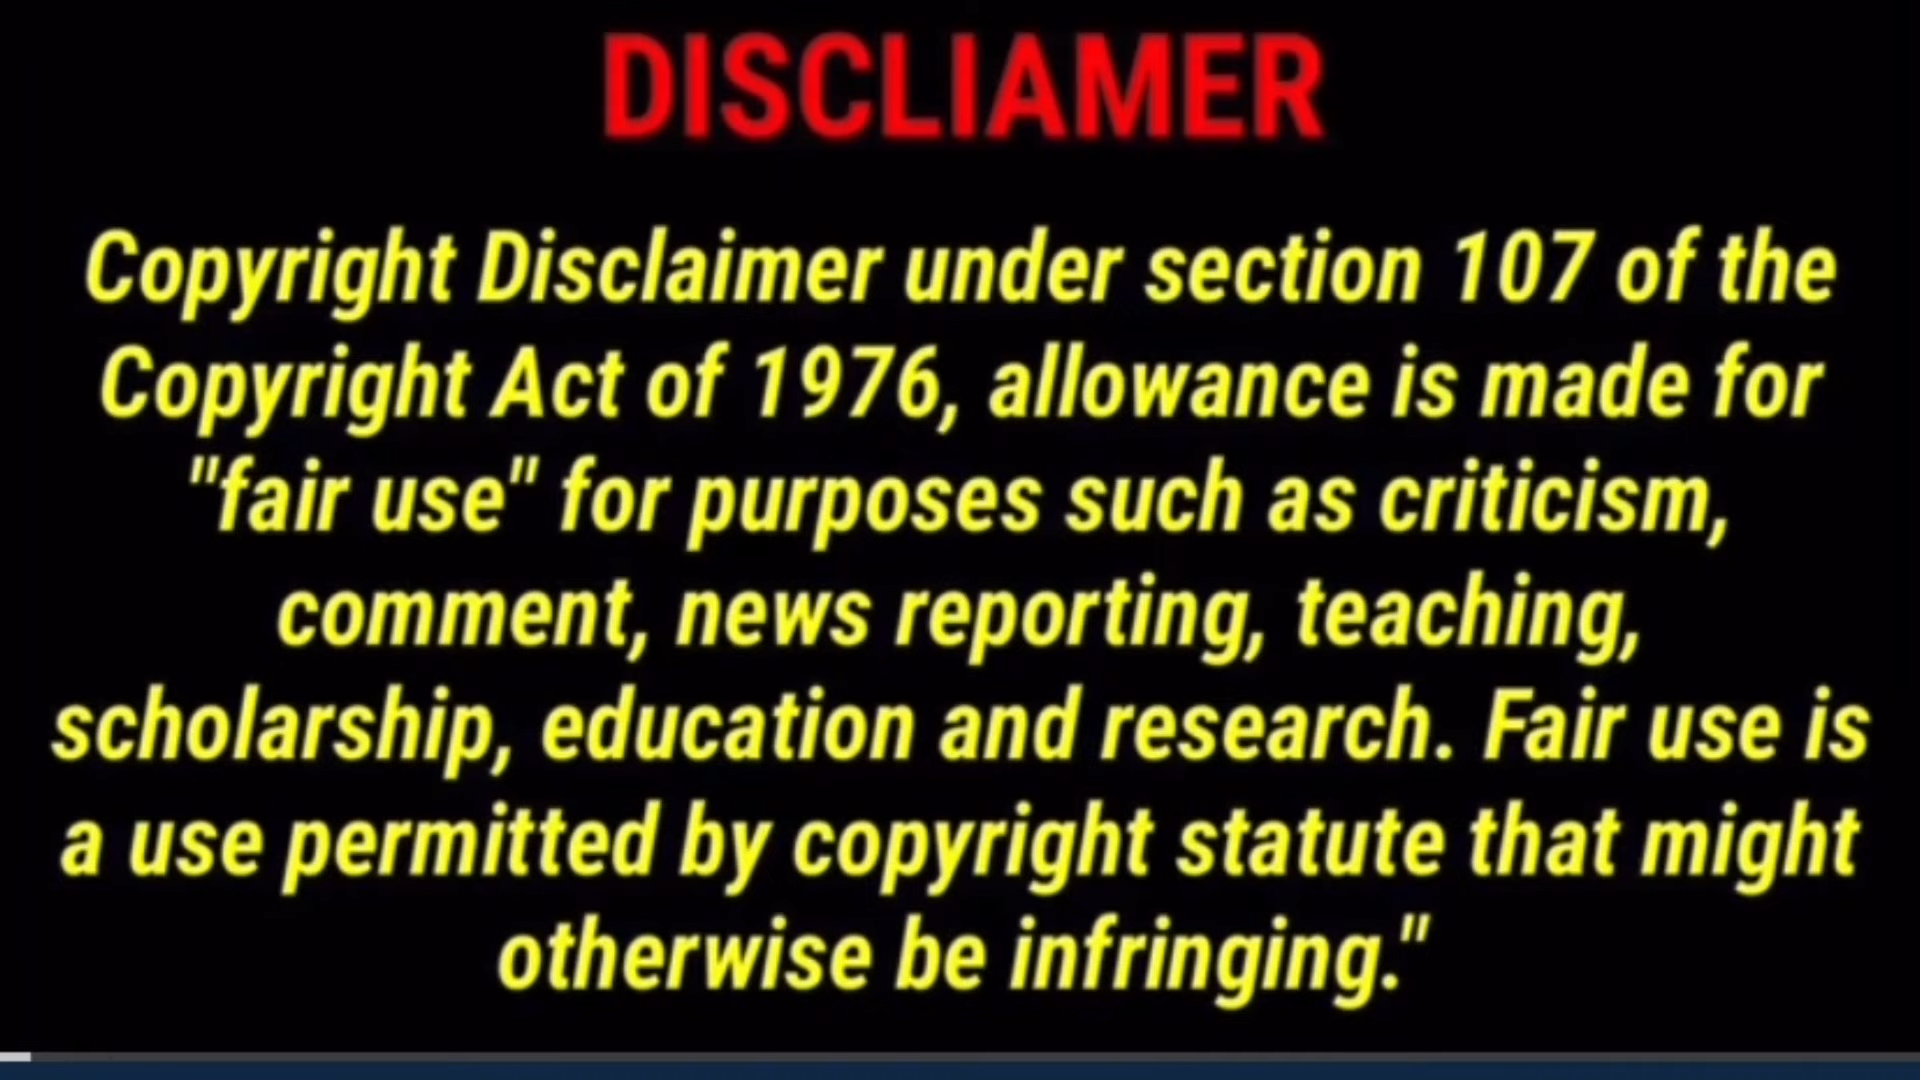 DISCLIAMER
Copyright Disclaimer under section 107 of the
Copyright Act of 1976, allowance is made for
"fair use" for purposes such as criticism,
comment, news reporting, teaching,
scholarship, education and research. Fair use is
a use permitted by copyright statute that might
otherwise be infringing."